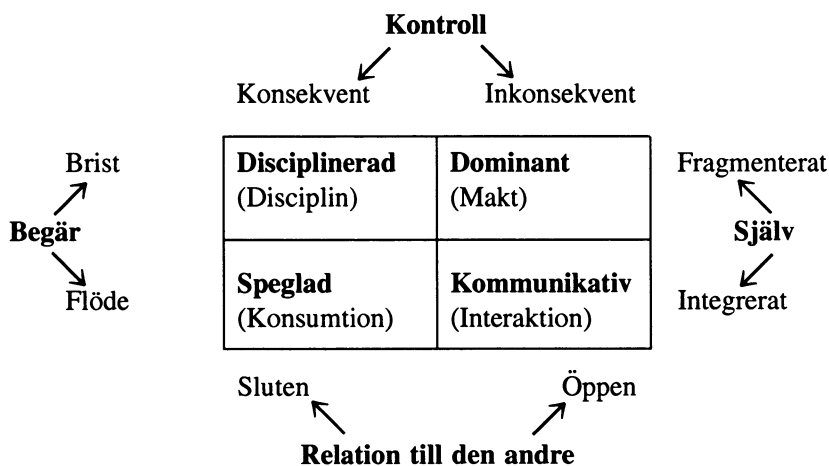 Kontroll
Konsekvent Inkonsekvent
Brist Disciplinerad Dominant Fragmenterat
(Disciplin) (Makt)
Begär Själv
Speglad Kommunikativ
Flöde (Konsumtion) (Interaktion) Integrerat
Sluten Öppen
Relation till den andre